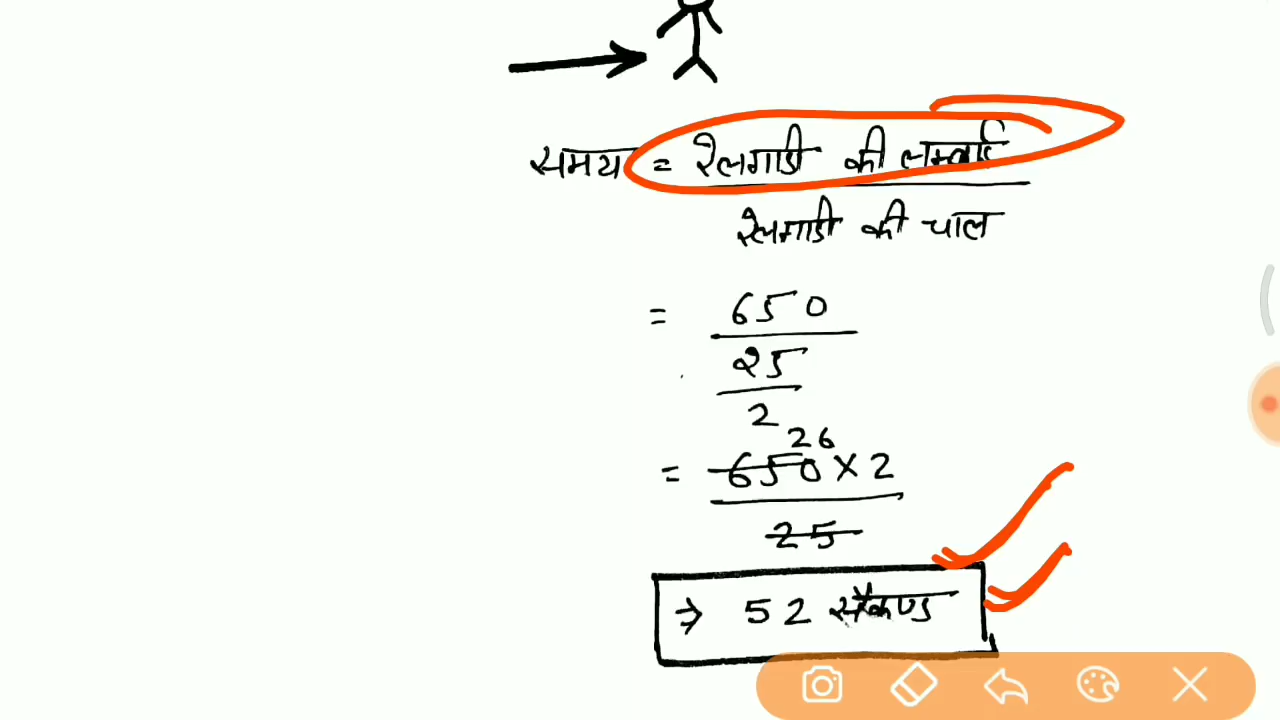 समय = रेलगाडी की लम्बाई
रेलगाडी की चाल
= 650
25
2
26
= 650 × 2
25
⇒ 52 सेकण्ड